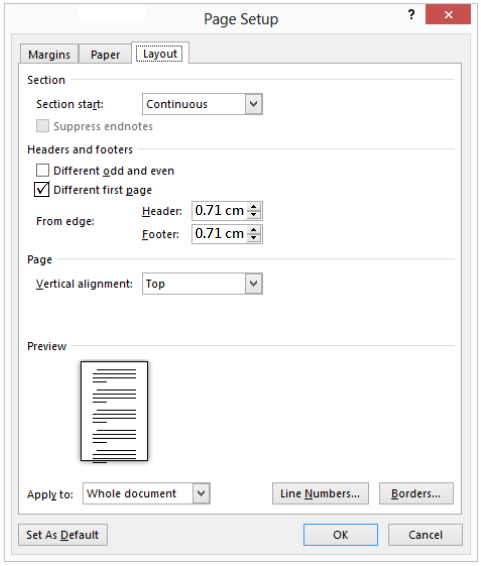 Page Setup ?
Margins Paper Layout
Section
Section start: Continuous
Suppress endnotes
Headers and footers
Different odd and even
Different first page
Header: 0.71 cm
From edge:
Footer: 0.71 cm
Page
Vertical alignment: Top
Preview
Apply to: Whole document Line Numbers... Borders...
Set As Default OK Cancel